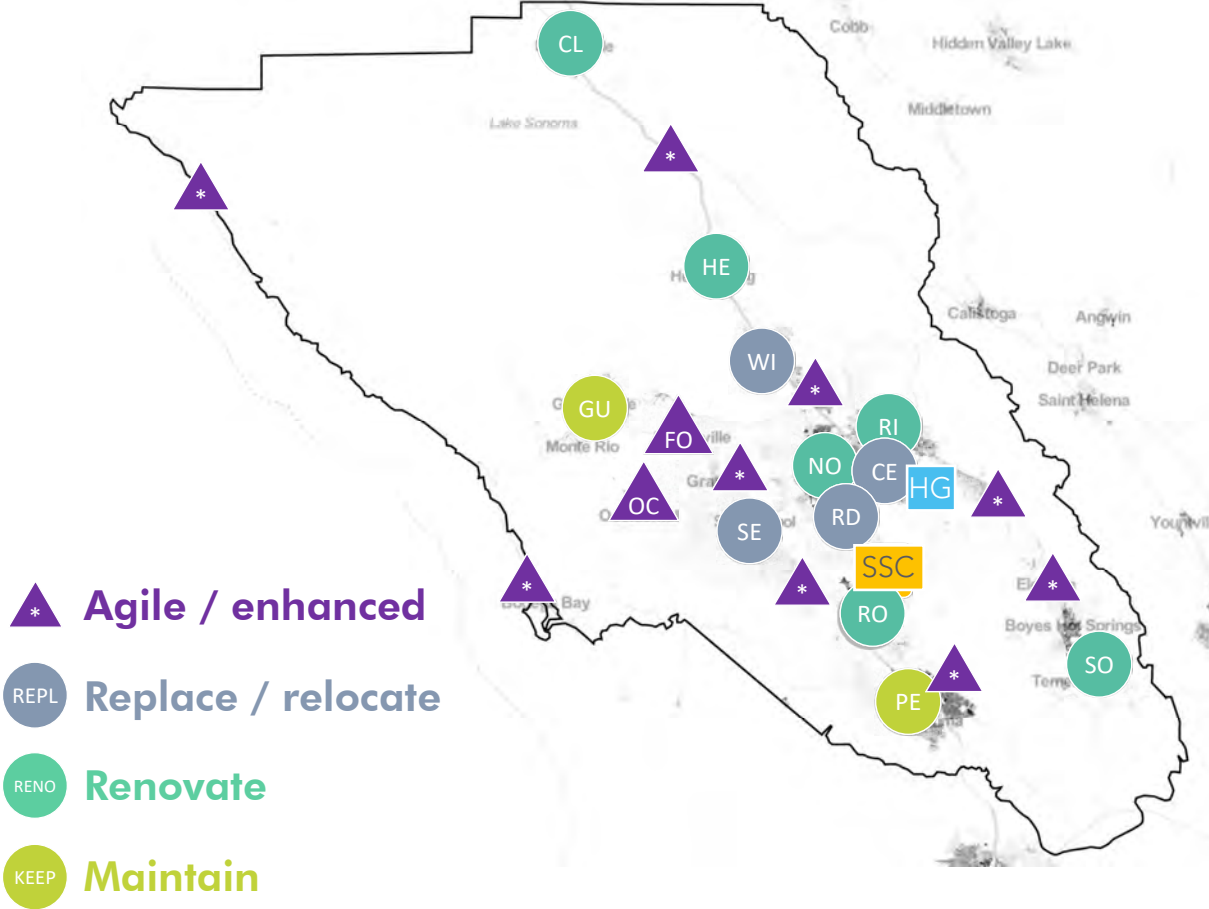 Cobb
CL
Hidden Valley Lake
Middletown
Lake Sonoma
*
*
HE
Calistoga
Angwin
WI
Deer Park
*
Saint Helena
GU
FO
RI
Monte Rio
NO
CE
*
HG
OC
*
RD
SE
Yountvil
SSC
*
*
*
Bay
RO
Boyes Hot Springs
SO
*
PE
* Agile / enhanced
REPL Replace / relocate
RENO Renovate
KEEP Maintain